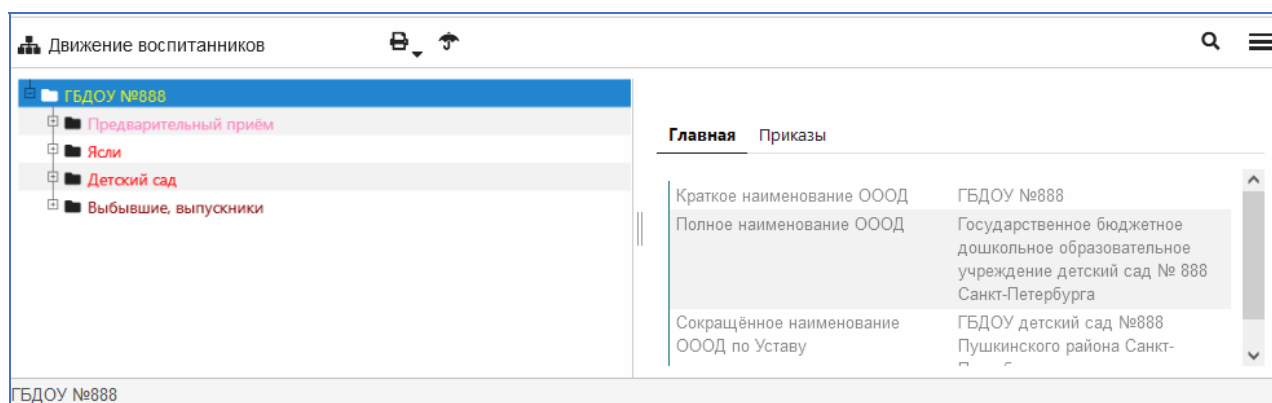 Движение воспитанников
ГБДОУ №888
Предварительный приём
Ясли
Детский сад
Выбывшие, выпускники
Главная Приказы
Краткое наименование ОООД ГБДОУ №888
Полное наименование ОООД Государственное бюджетное
дошкольное образовательное
учреждение детский сад № 888
Санкт-Петербурга
Сокращённое наименование ГБДОУ детский сад №888
ОООД по Уставу Пушкинского района Санкт-
ГБДОУ №888